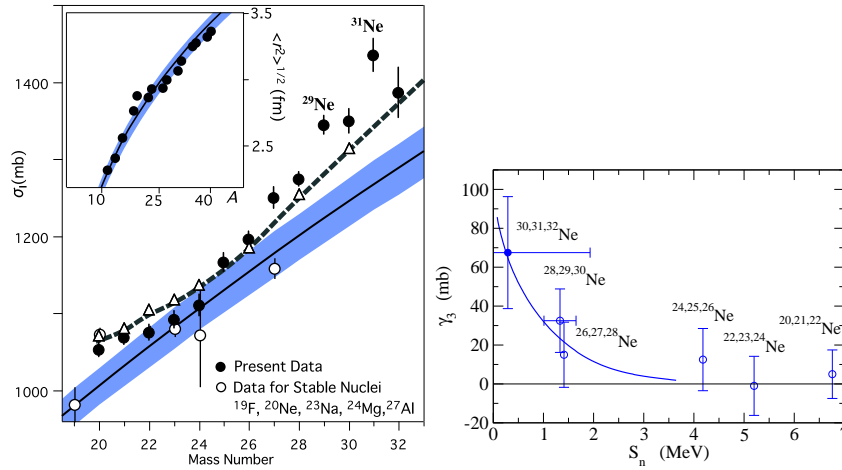 3.5
<r²>^1/2 (fm)
2.5
10
25
40
A
1400
1200
1000
σI(mb)
³¹Ne
²⁹Ne
Present Data
Data for Stable Nuclei
¹⁹F, ²⁰Ne, ²³Na, ²⁴Mg, ²⁷Al
20
22
24
26
28
30
32
Mass Number
100
80
60
40
20
0
-20
γ₃ (mb)
³⁰,³¹,³²Ne
²⁸,²⁹,³⁰Ne
²⁶,²⁷,²⁸Ne
²⁴,²⁵,²⁶Ne
²²,²³,²⁴Ne
²⁰,²¹,²²Ne
0
1
2
3
4
5
6
7
Sn (MeV)